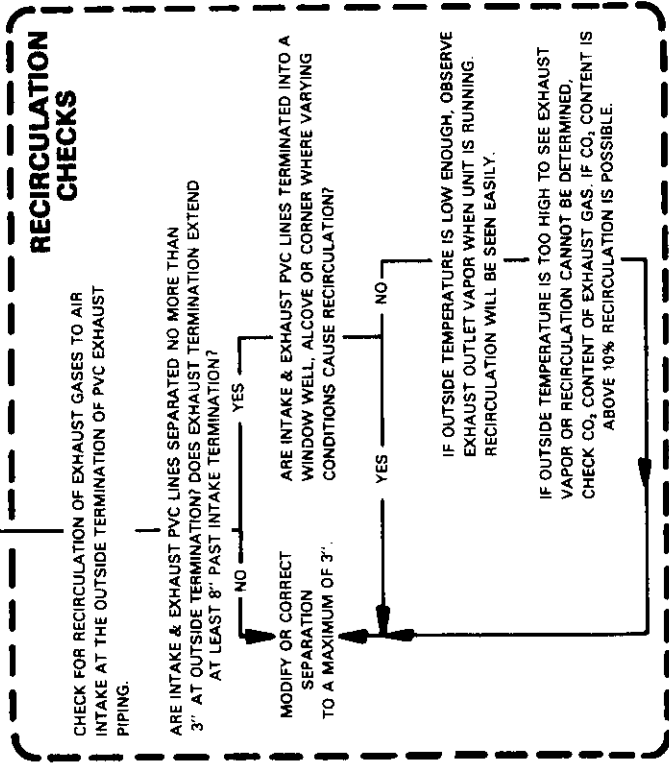 RECIRCULATION
CHECKS
CHECK FOR RECIRCULATION OF EXHAUST GASES TO AIR
INTAKE AT THE OUTSIDE TERMINATION OF PVC EXHAUST
PIPING.
ARE INTAKE & EXHAUST PVC LINES SEPARATED NO MORE THAN
3" AT OUTSIDE TERMINATION? DOES EXHAUST TERMINATION EXTEND
AT LEAST 8" PAST INTAKE TERMINATION?
NO
YES
MODIFY OR CORRECT
SEPARATION
TO A MAXIMUM OF 3".
ARE INTAKE & EXHAUST PVC LINES TERMINATED INTO A
WINDOW WELL, ALCOVE OR CORNER WHERE VARYING
CONDITIONS CAUSE RECIRCULATION?
YES
NO
IF OUTSIDE TEMPERATURE IS LOW ENOUGH, OBSERVE
EXHAUST OUTLET VAPOR WHEN UNIT IS RUNNING.
RECIRCULATION WILL BE SEEN EASILY.
IF OUTSIDE TEMPERATURE IS TOO HIGH TO SEE EXHAUST
VAPOR OR RECIRCULATION CANNOT BE DETERMINED,
CHECK CO₂ CONTENT OF EXHAUST GAS. IF CO₂ CONTENT IS
ABOVE 10% RECIRCULATION IS POSSIBLE.